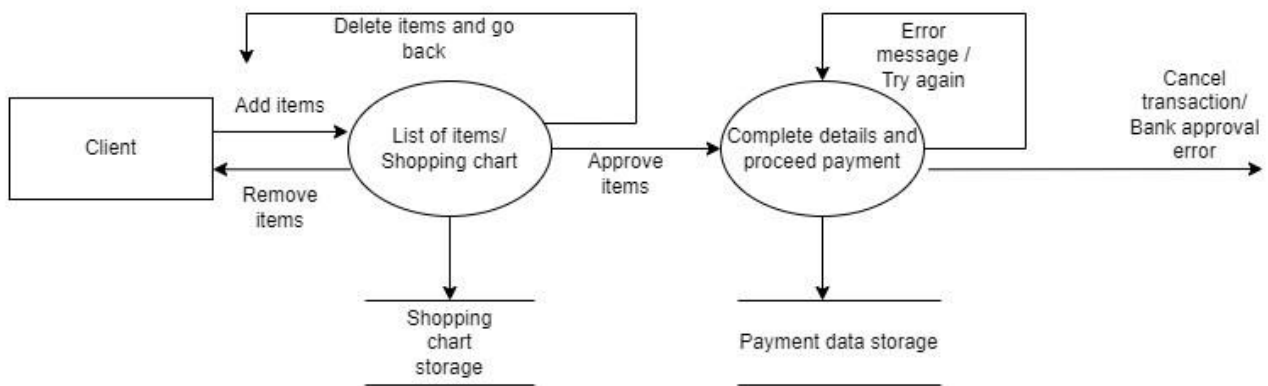 Delete items and go
back
Error
message /
Try again
Cancel
transaction/
Bank approval
error
Add items
Client
List of items/
Shopping chart
Complete details and
proceed payment
Approve
items
Remove
items
Shopping
chart
storage
Payment data storage